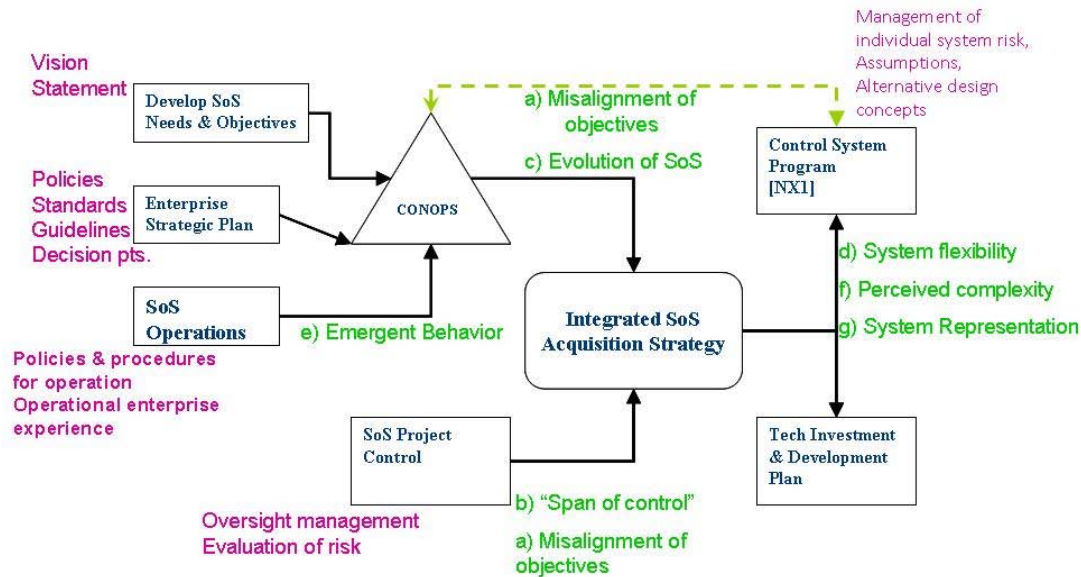 Vision
Statement
Develop SoS
Needs & Objectives
Policies
Standards
Guidelines
Decision pts.
Enterprise
Strategic Plan
SoS
Operations
Policies & procedures
for operation
Operational enterprise
experience
CONOPS
e) Emergent Behavior
a) Misalignment of
objectives
c) Evolution of SoS
Integrated SoS
Acquisition Strategy
SoS Project
Control
Oversight management
Evaluation of risk
b) “Span of control”
a) Misalignment of
objectives
Management of
individual system risk,
Assumptions,
Alternative design
concepts
Control System
Program
[NX1]
d) System flexibility
f) Perceived complexity
g) System Representation
Tech Investment
& Development
Plan